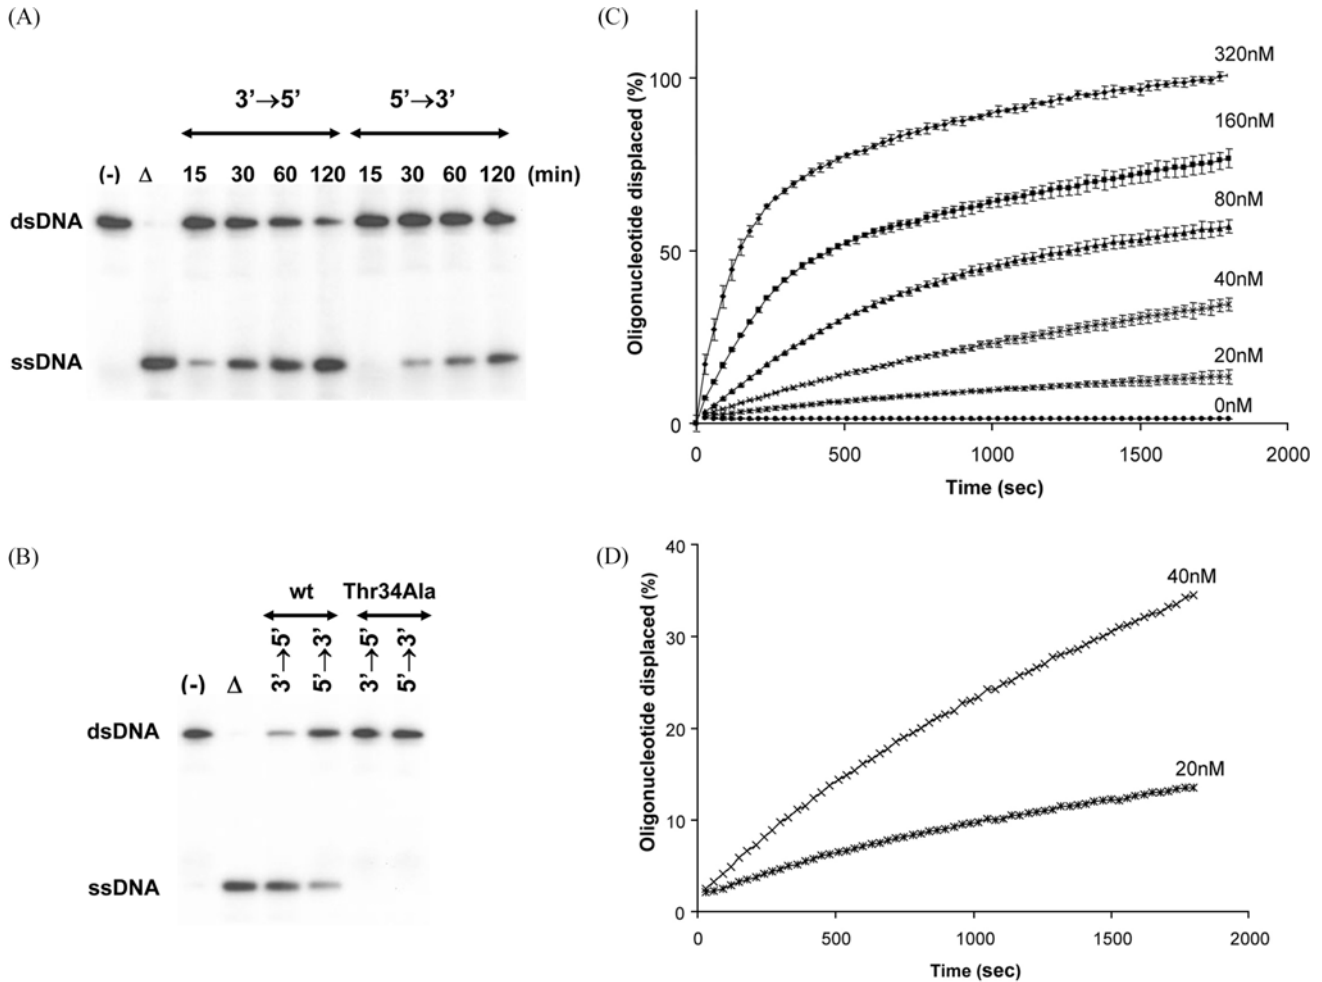 (A)
3'→5' 5'→3'
(-) Δ 15 30 60 120 15 30 60 120 (min)
dsDNA
ssDNA
(B)
wt Thr34Ala
(-) Δ 3'→5' 5'→3' 3'→5' 5'→3'
dsDNA
ssDNA
(C)
Oligonucleotide displaced (%)
100
50
0
320nM
160nM
80nM
40nM
20nM
0nM
0 500 1000 1500 2000
Time (sec)
(D)
Oligonucleotide displaced (%)
40
30
20
10
0
40nM
20nM
0 500 1000 1500 2000
Time (sec)